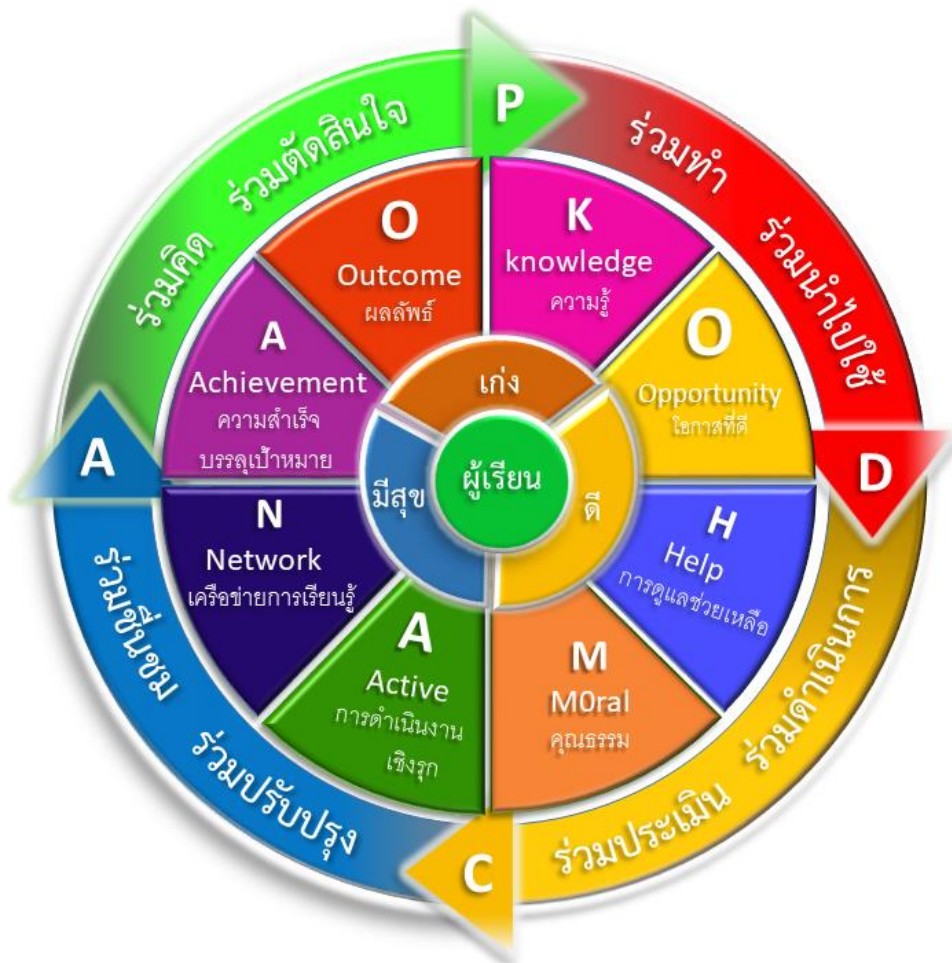 P
ร่วมทำ
ร่วมนำไปใช้
D
ร่วมดำเนินการ
ร่วมประเมิน
C
ร่วมปรับปรุง
ร่วมชื่นชม
A
ร่วมคิด
ร่วมตัดสินใจ
K
knowledge
ความรู้
O
Opportunity
โอกาสที่ดี
H
Help
การดูแลช่วยเหลือ
M
M0ral
คุณธรรม
A
Active
การดำเนินงาน
เชิงรุก
N
Network
เครือข่ายการเรียนรู้
A
Achievement
ความสำเร็จ
บรรลุเป้าหมาย
O
Outcome
ผลลัพธ์
เก่ง
ดี
มีสุข
ผู้เรียน